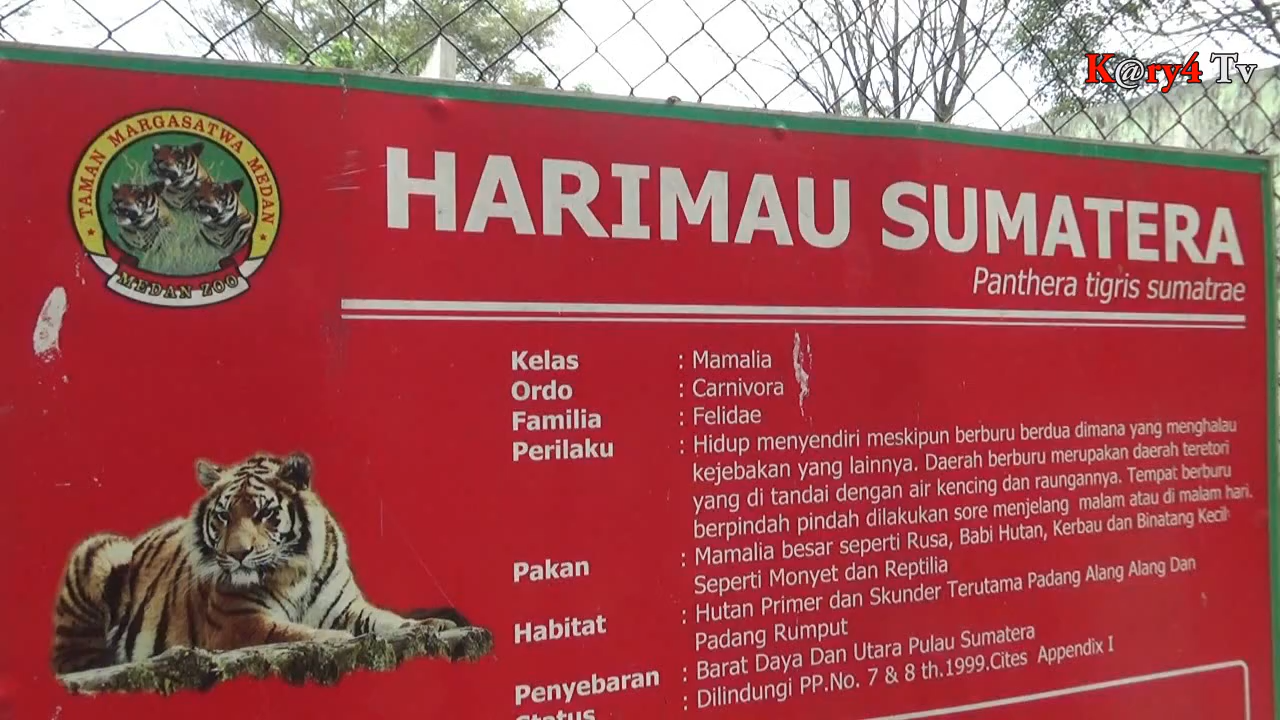 K@ry4 Tv
TAMAN MARGASATWA MEDAN
MEDAN ZOO
HARIMAU SUMATERA
Panthera tigris sumatrae
Kelas : Mamalia
Ordo : Carnivora
Familia : Felidae
Perilaku : Hidup menyendiri meskipun berburu berdua dimana yang menghalau
kejebakan yang lainnya. Daerah berburu merupakan daerah teretori
yang di tandai dengan air kencing dan raungannya. Tempat berburu
berpindah pindah dilakukan sore menjelang malam atau di malam hari.
Pakan : Mamalia besar seperti Rusa, Babi Hutan, Kerbau dan Binatang Kecil
Seperti Monyet dan Reptilia
Habitat : Hutan Primer dan Skunder Terutama Padang Alang Alang Dan
Padang Rumput
Penyebaran : Barat Daya Dan Utara Pulau Sumatera
Status : Dilindungi PP.No. 7 & 8 th.1999.Cites Appendix I